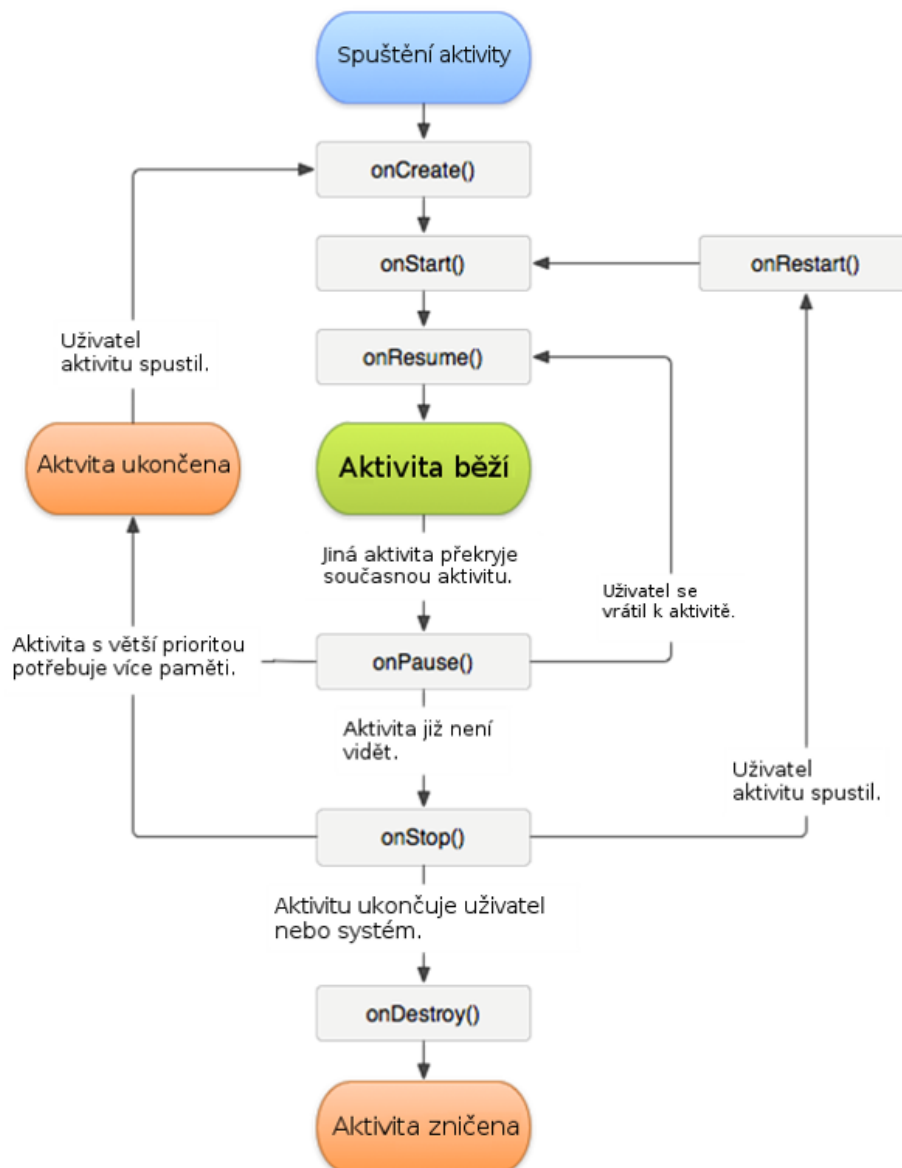 Spuštění aktivity
onCreate()
onStart()
onRestart()
Uživatel
aktivitu spustil.
onResume()
Aktvita ukončena
Aktivita běží
Jiná aktivita překryje
současnou aktivitu.
Uživatel se
vrátil k aktivitě.
Aktivita s větší prioritou
potřebuje více paměti.
onPause()
Aktivita již není
vidět.
Uživatel
aktivitu spustil.
onStop()
Aktivitu ukončuje uživatel
nebo systém.
onDestroy()
Aktivita zničena